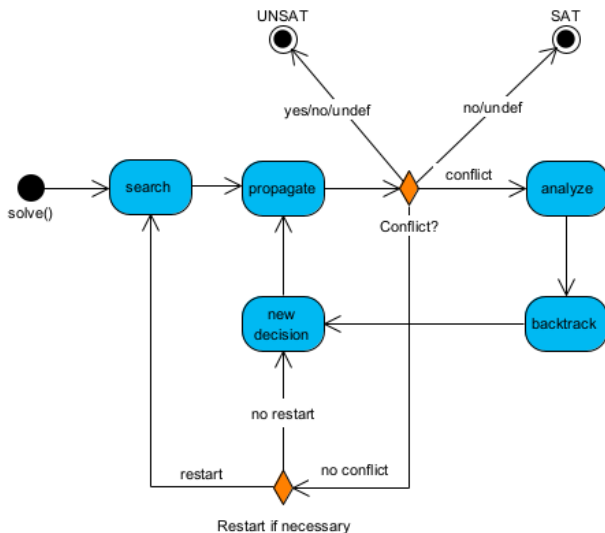 UNSAT
SAT
yes/no/undef
no/undef
search
propagate
conflict
analyze
solve()
Conflict?
new
decision
backtrack
no restart
restart
no conflict
Restart if necessary